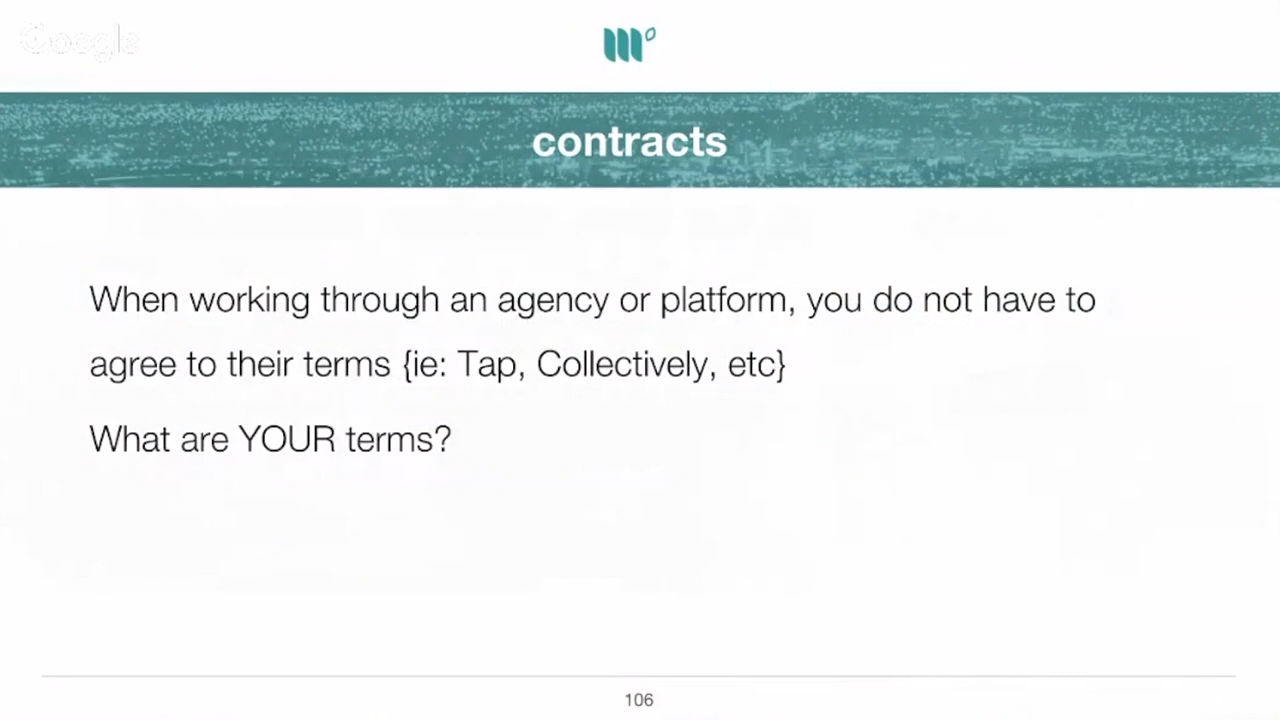 Google
contracts
When working through an agency or platform, you do not have to
agree to their terms {ie: Tap, Collectively, etc}
What are YOUR terms?
106